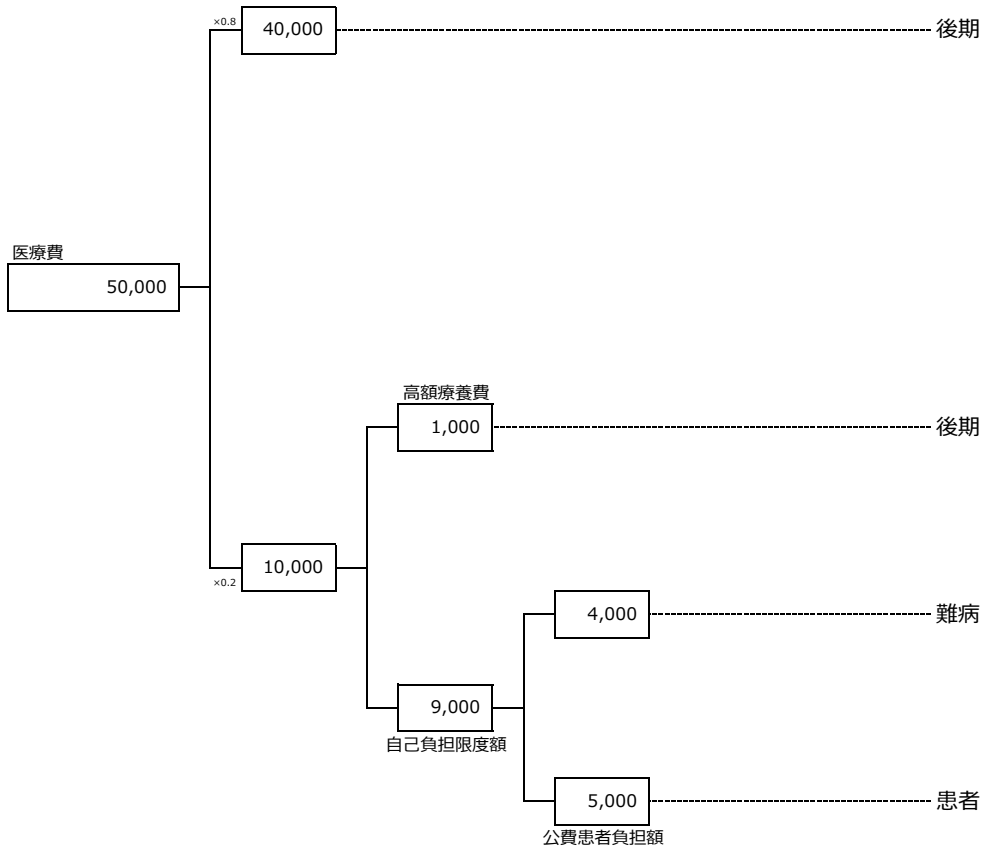 ×0.8
40,000
後期
医療費
50,000
高額療養費
1,000
後期
10,000
×0.2
4,000
難病
9,000
自己負担限度額
5,000
患者
公費患者負担額